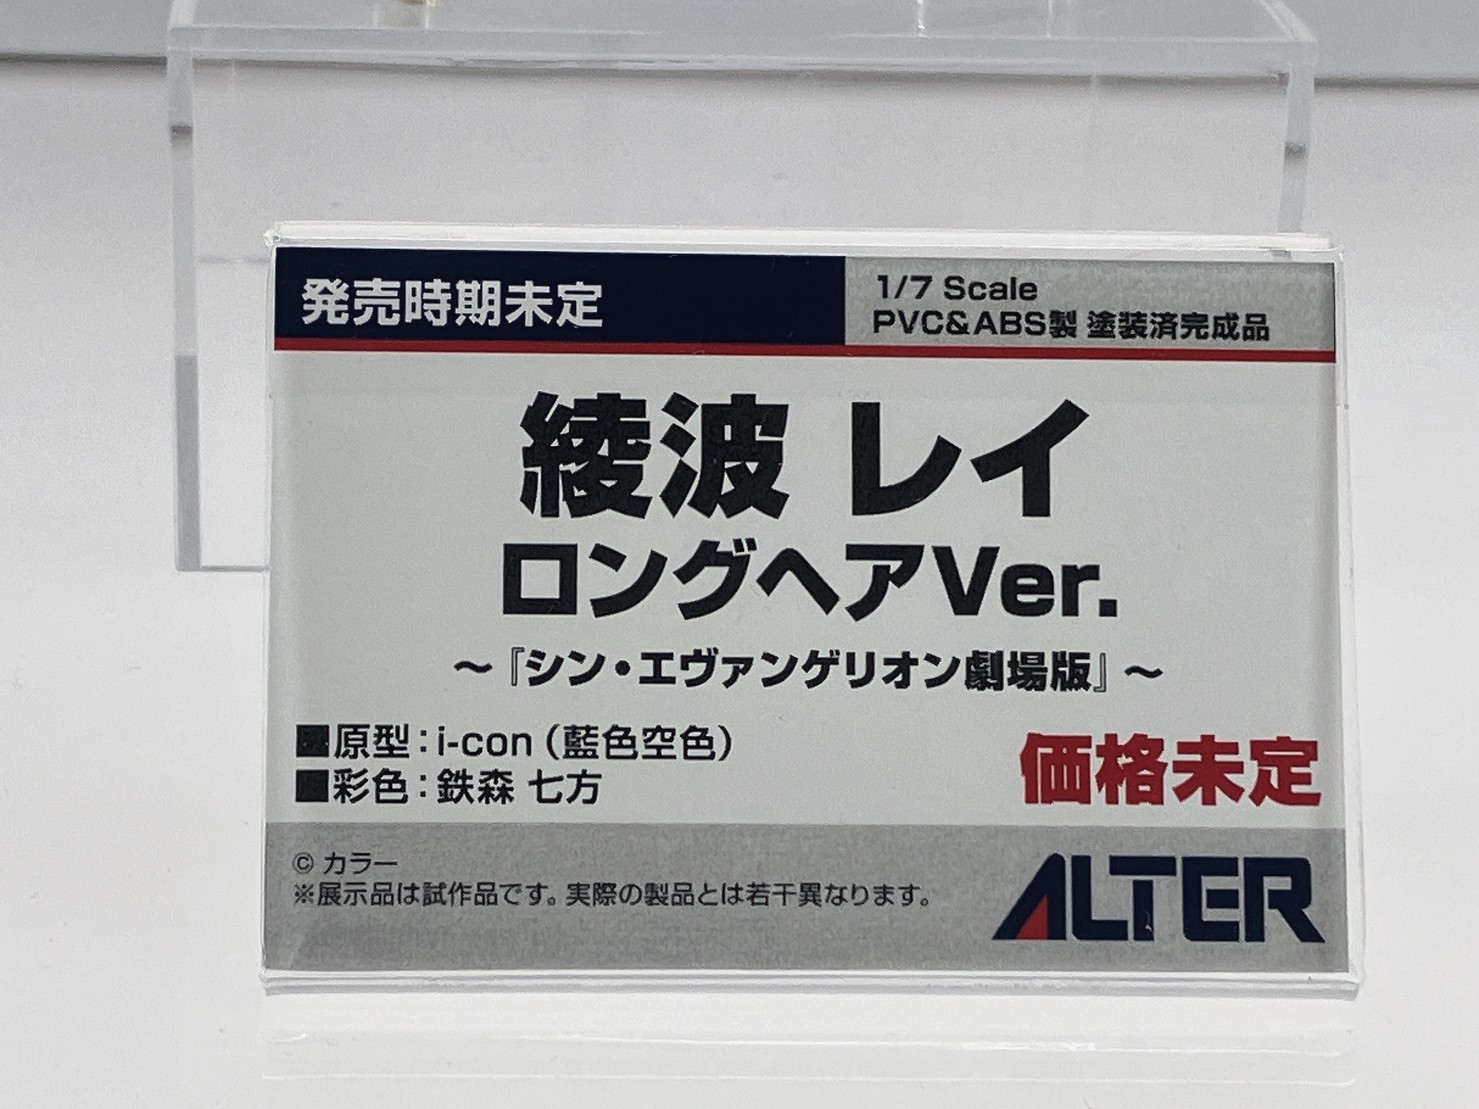 発売時期未定
1/7 Scale
PVC&ABS製 塗装済完成品
綾波 レイ
ロングヘアVer.
～『シン・エヴァンゲリオン劇場版』～
■原型：i-con（藍色空色）
■彩色：鉄森 七方
価格未定
© カラー
※展示品は試作品です。実際の製品とは若干異なります。
ALTER